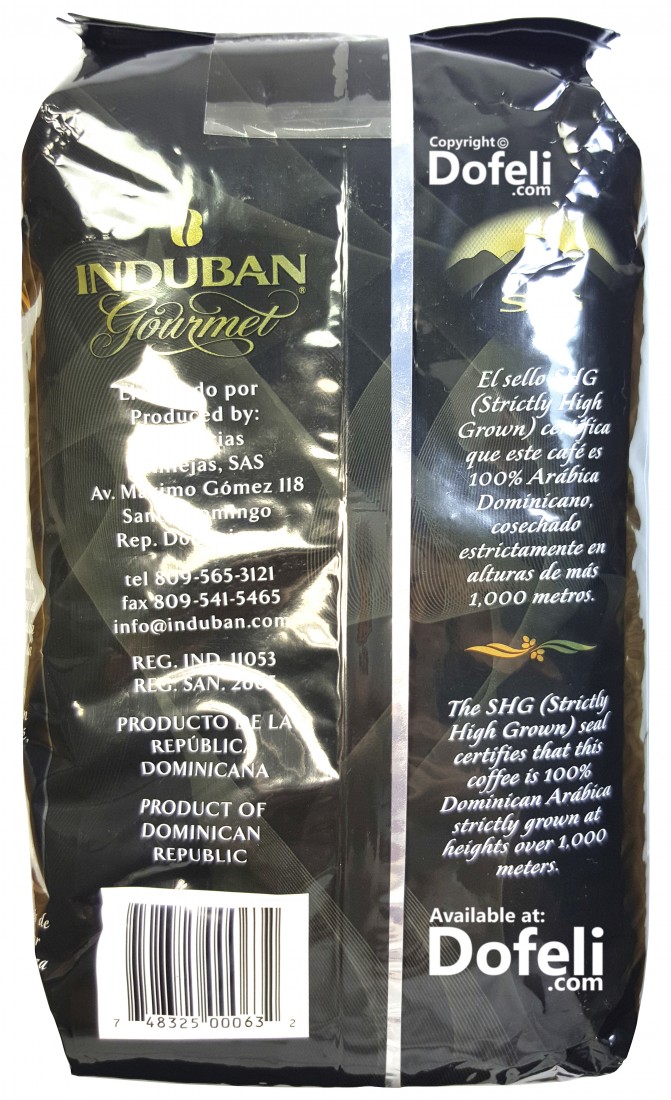 INDUBAN®
Gourmet
por
Produced by:
SAS
Av. Gómez 118
Rep.
tel 809-565-3121
fax 809-541-5465
info@induban.com
REG. IND. 11053
REG. SAN.
PRODUCTO DE LA
REPÚBLICA
DOMINICANA
PRODUCT OF
DOMINICAN
REPUBLIC
7 48325 00063 2
Copyright ©
Dofeli
.com
El sello SHG
(Strictly High
Grown) certifica
que este café es
100% Arábica
Dominicano,
cosechado
estrictamente en
alturas de más
1,000 metros.
The SHG (Strictly
High Grown) seal
certifies that this
coffee is 100%
Dominican Arábica
strictly grown at
heights over 1,000
meters.
Available at:
Dofeli
.com